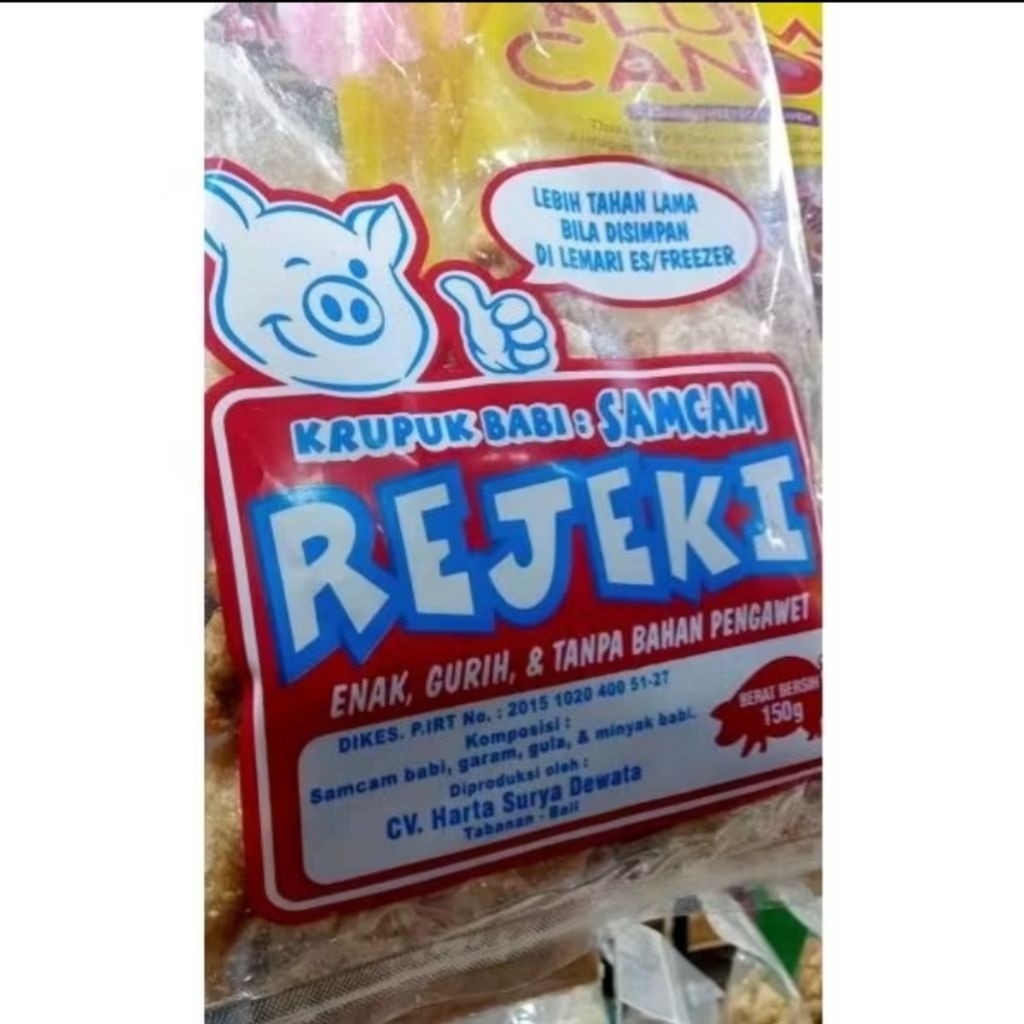 CAND
LEBIH TAHAN LAMA
BILA DISIMPAN
DI LEMARI ES/FREEZER
KRUPUK BABI : SAMCAM
REJEKI
ENAK, GURIH, & TANPA BAHAN PENGAWET
DIKES. P.IRT No. : 2015 1020 400 51-27
Komposisi :
Samcam babi, garam, gula, & minyak babi.
Diproduksi oleh :
CV. Harta Surya Dewata
Tabanan - Bali
BERAT BERSIH
150g